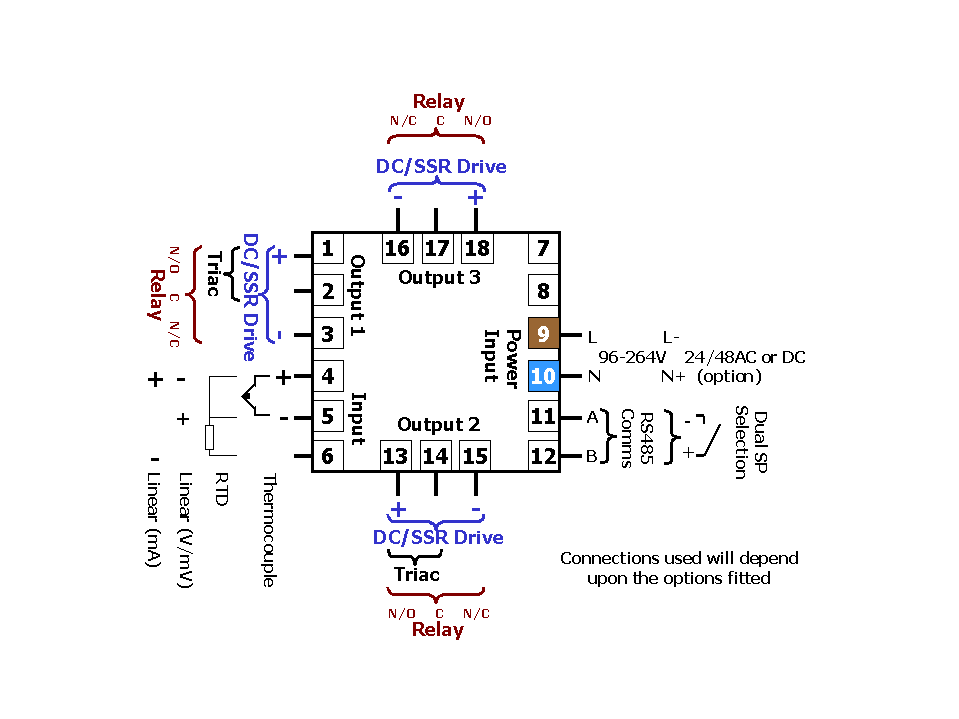 Relay
N/C C N/O
DC/SSR Drive
- +
16 17 18
Output 3
1
2
3
4
5
6
Output 1
Input
+
-
DC/SSR Drive
Triac
N/O C N/C
Relay
+
-
+ -
+
-
Linear (mA)
Linear (V/mV)
RTD
Thermocouple
7
8
9
10
11
12
Power
Input
L L-
96-264V 24/48AC or DC
N N+ (option)
A
B
RS485
Comms
-
+
Dual SP
Selection
Output 2
13 14 15
+ -
DC/SSR Drive
Triac
N/O C N/C
Relay
Connections used will depend
upon the options fitted